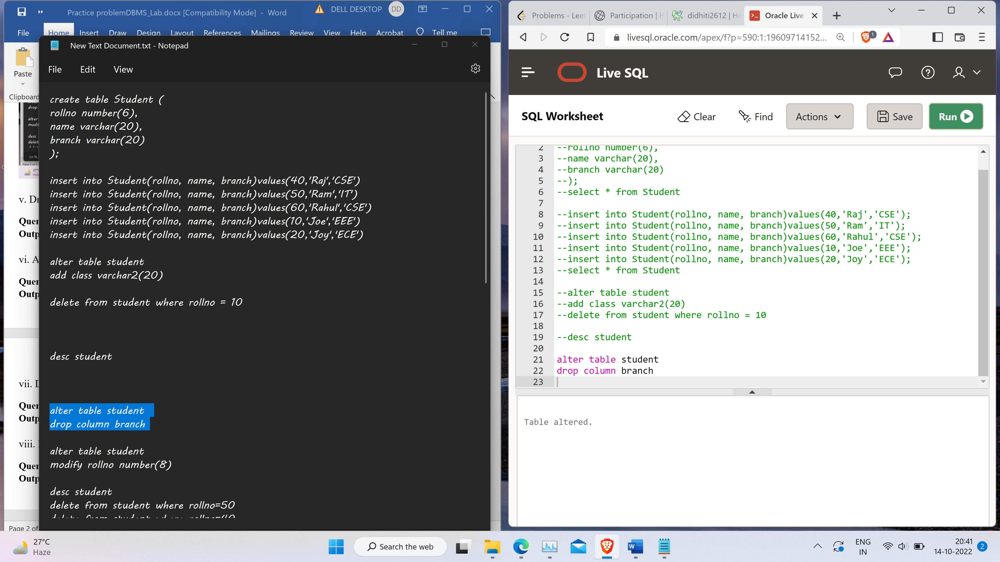 Practice problemDBMS_Lab.docx [Compatibility Mode] - Word
DELL DESKTOP
DD
File Home Insert Draw Design Layout References Mailings Review View Help Acrobat Tell me
Paste
Clipboard
drop
alter
desc
Ln 16,
Page 2 of 3
27°C
v.
vi.
vii.
viii.
Page 2 of
New Text Document.txt - Notepad
File Edit View
create table Student (
rollno number(6),
name varchar(20),
branch varchar(20)
);
insert into Student(rollno, name, branch)values(40,'Raj','CSE')
insert into Student(rollno, name, branch)values(50,'Ram','IT')
insert into Student(rollno, name, branch)values(60,'Rahul','CSE')
insert into Student(rollno, name, branch)values(10,'Joe','EEE')
insert into Student(rollno, name, branch)values(20,'Joy','ECE')
alter table student
add class varchar2(20)
delete from student where rollno = 10
desc student
alter table student
drop column branch
alter table student
modify rollno number(8)
desc student
delete from student where rollno=50
delete from student where rollno=40
Problems - Leet
Participation | H
didhiti2612 | Ho
Oracle Live
livesql.oracle.com/apex/f?p=590:1:19609714152...
1
Live SQL
SQL Worksheet
Clear
Find
Actions
Save
Run
2 --rollno number(6),
3 --name varchar(20),
4 --branch varchar(20)
5 --);
6 --select * from Student
7
8 --insert into Student(rollno, name, branch)values(40,'Raj','CSE');
9 --insert into Student(rollno, name, branch)values(50,'Ram','IT');
10 --insert into Student(rollno, name, branch)values(60,'Rahul','CSE');
11 --insert into Student(rollno, name, branch)values(10,'Joe','EEE');
12 --insert into Student(rollno, name, branch)values(20,'Joy','ECE');
13 --select * from Student
14
15 --alter table student
16 --add class varchar2(20)
17 --delete from student where rollno = 10
18
19 --desc student
20
21 alter table student
22 drop column branch
23
Table altered.
27°C
Haze
Search the web
ENG
IN
20:41
14-10-2022
2